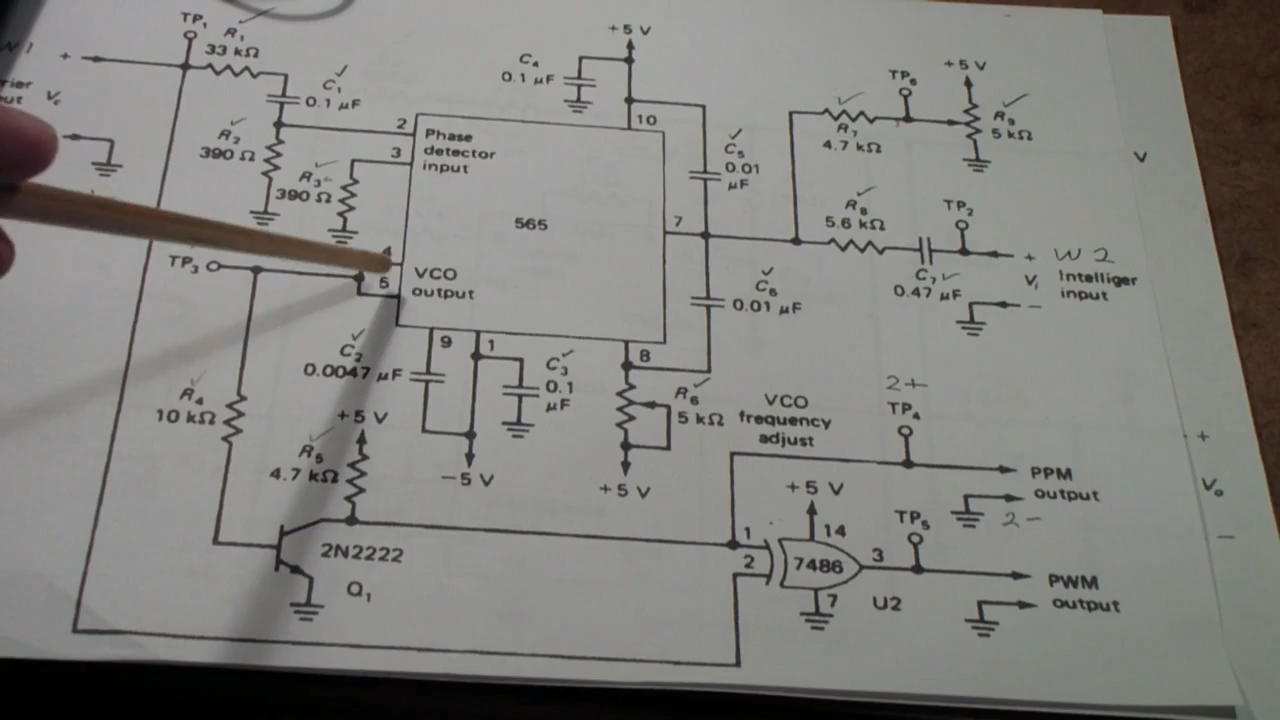 TP₁
R₁
33 kΩ
C₁
0.1 µF
R₂
390 Ω
R₃
390 Ω
2
3
4
5
Phase
detector
input
565
VCO
output
+5 V
C₄
0.1 µF
10
C₅
0.01
µF
7
C₆
0.01 µF
R₇
4.7 kΩ
TP₆
+5 V
R₉
5 kΩ
V
R₈
5.6 kΩ
TP₂
C₇
0.47 µF
+ W2
Vᵢ Intelliger
input
−
+
Vc
TP₃
9
1
8
C₂
0.0047 µF
C₃
0.1
µF
−5 V
R₆
5 kΩ
+5 V
VCO
frequency
adjust
R₄
10 kΩ
+5 V
R₅
4.7 kΩ
2N2222
Q₁
2+
TP₄
PPM
output
2-
+
Vₒ
−
+5 V
14
1
2
7486
3
7
U2
TP₅
PWM
output